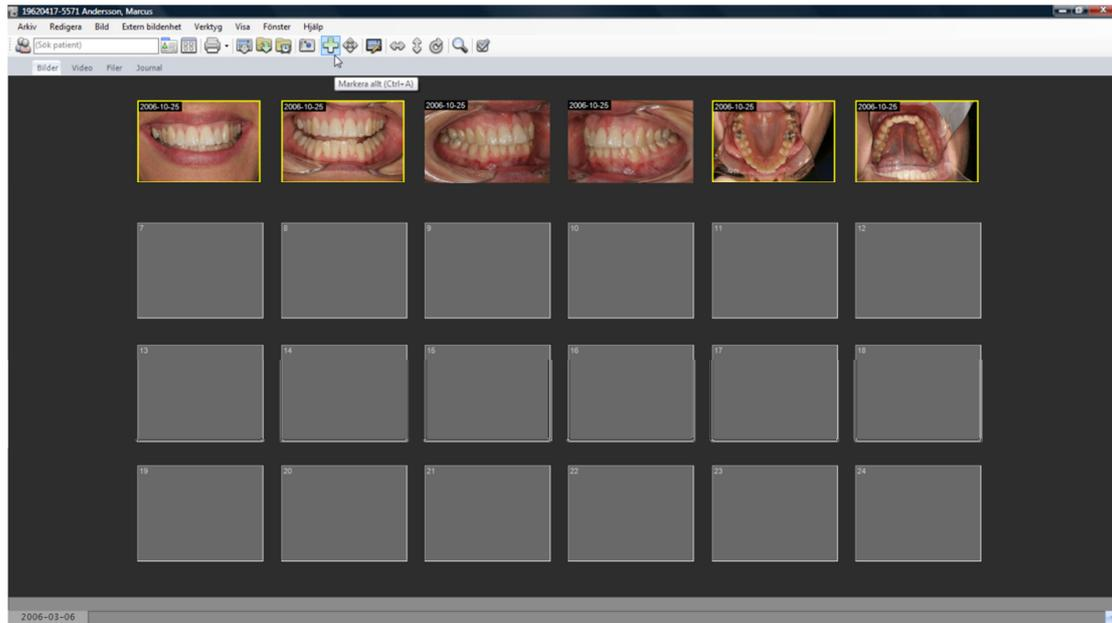 19620417-5571 Andersson, Marcus
Arkiv Redigera Bild Extern bildenhet Verktyg Visa Fönster Hjälp
(Sök patient)
Bilder Video Filer Journal
Markera allt (Ctrl+A)
2006-10-25 2006-10-25 2006-10-25 2006-10-25 2006-10-25 2006-10-25
7 8 9 10 11 12
13 14 15 16 17 18
19 20 21 22 23 24
2006-03-06